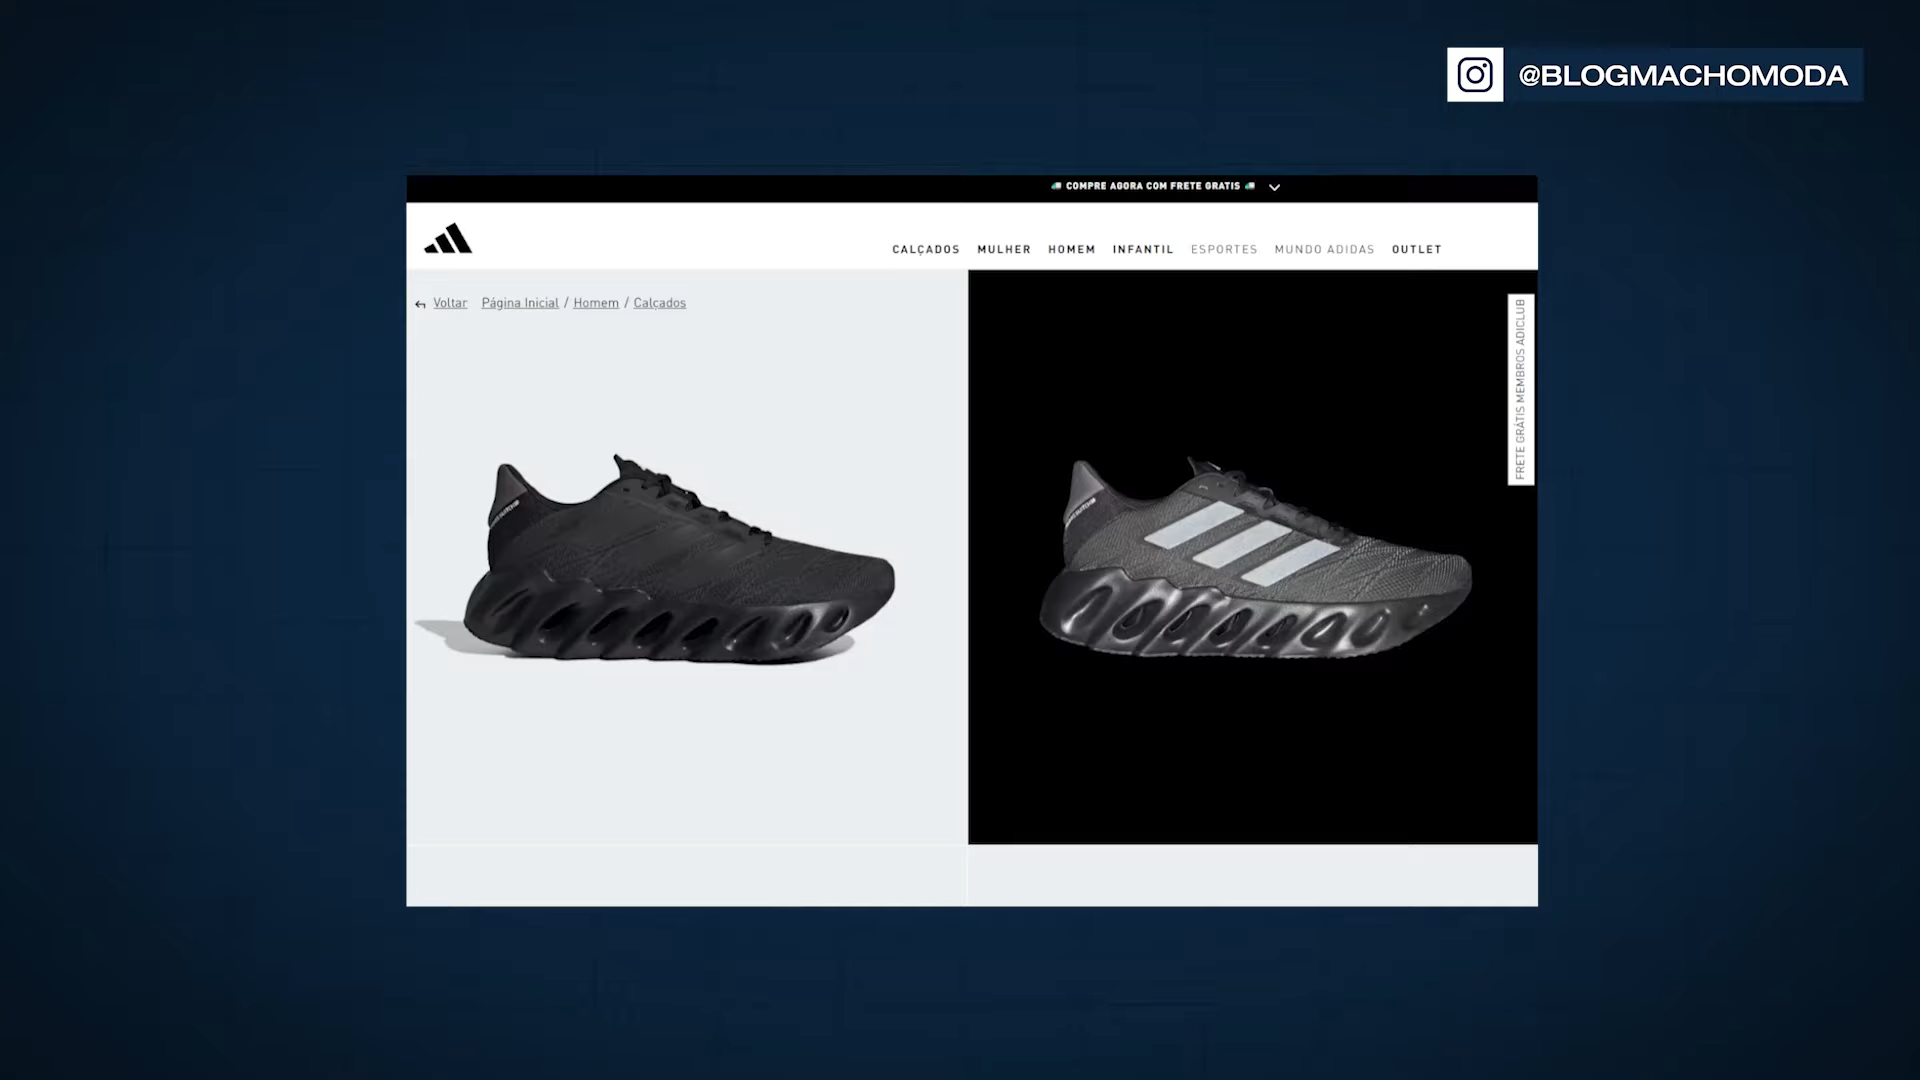 @BLOGMACHOMODA
COMPRE AGORA COM FRETE GRATIS
CALÇADOS MULHER HOMEM INFANTIL ESPORTES MUNDO ADIDAS OUTLET
Voltar Página Inicial / Homem / Calçados
FRETE GRÁTIS MEMBROS ADICLUB